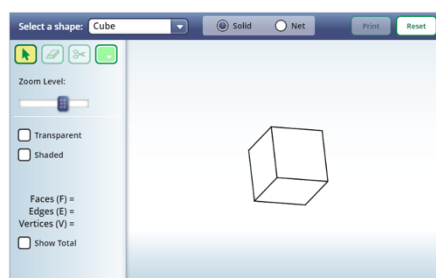 Select a shape: Cube Solid Net Print Reset
Zoom Level:
Transparent
Shaded
Faces (F) =
Edges (E) =
Vertices (V) =
Show Total